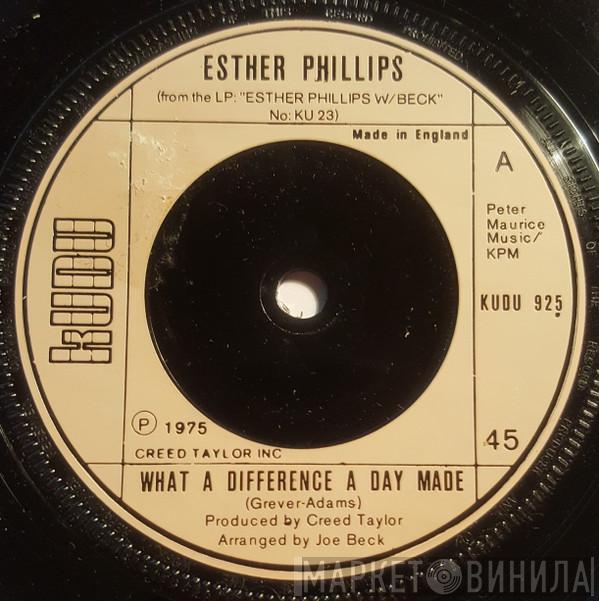 ESTHER PHILLIPS
(from the LP: "ESTHER PHILLIPS W/BECK"
No: KU 23)
Made in England
A
Peter
Maurice
Music/
KPM
KUDU
KUDU 925
℗ 1975
CREED TAYLOR INC
45
WHAT A DIFFERENCE A DAY MADE
(Grever-Adams)
Produced by Creed Taylor
Arranged by Joe Beck
МАРКЕТ ВИНИЛА